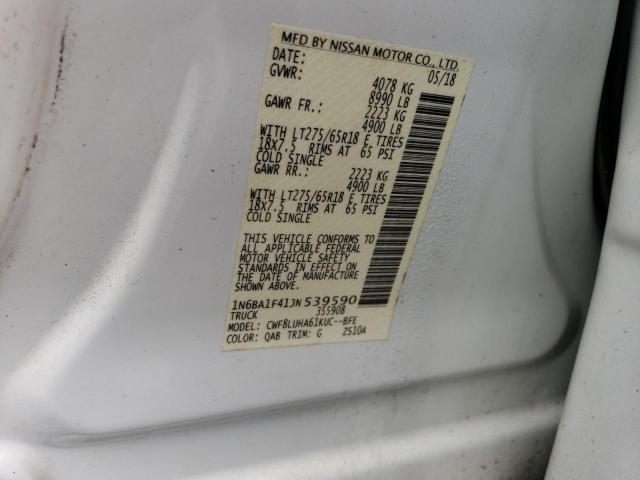 MFD BY NISSAN MOTOR CO., LTD.
DATE: 05/18
GVWR: 4078 KG
8990 LB
GAWR FR.: 2223 KG
4900 LB
WITH LT275/65R18 E TIRES
18X7.5 RIMS AT 65 PSI
COLD SINGLE
GAWR RR.: 2223 KG
4900 LB
WITH LT275/65R18 E TIRES
18X7.5 RIMS AT 65 PSI
COLD SINGLE
THIS VEHICLE CONFORMS TO
ALL APPLICABLE FEDERAL
MOTOR VEHICLE SAFETY
STANDARDS IN EFFECT ON
THE DATE OF MANUFACTURE
SHOWN ABOVE.
1N6BA1F41JN539590
TRUCK 355908
MODEL: CWF8LUHA61KUC--BFE
COLOR: QAB TRIM: G ZS10A